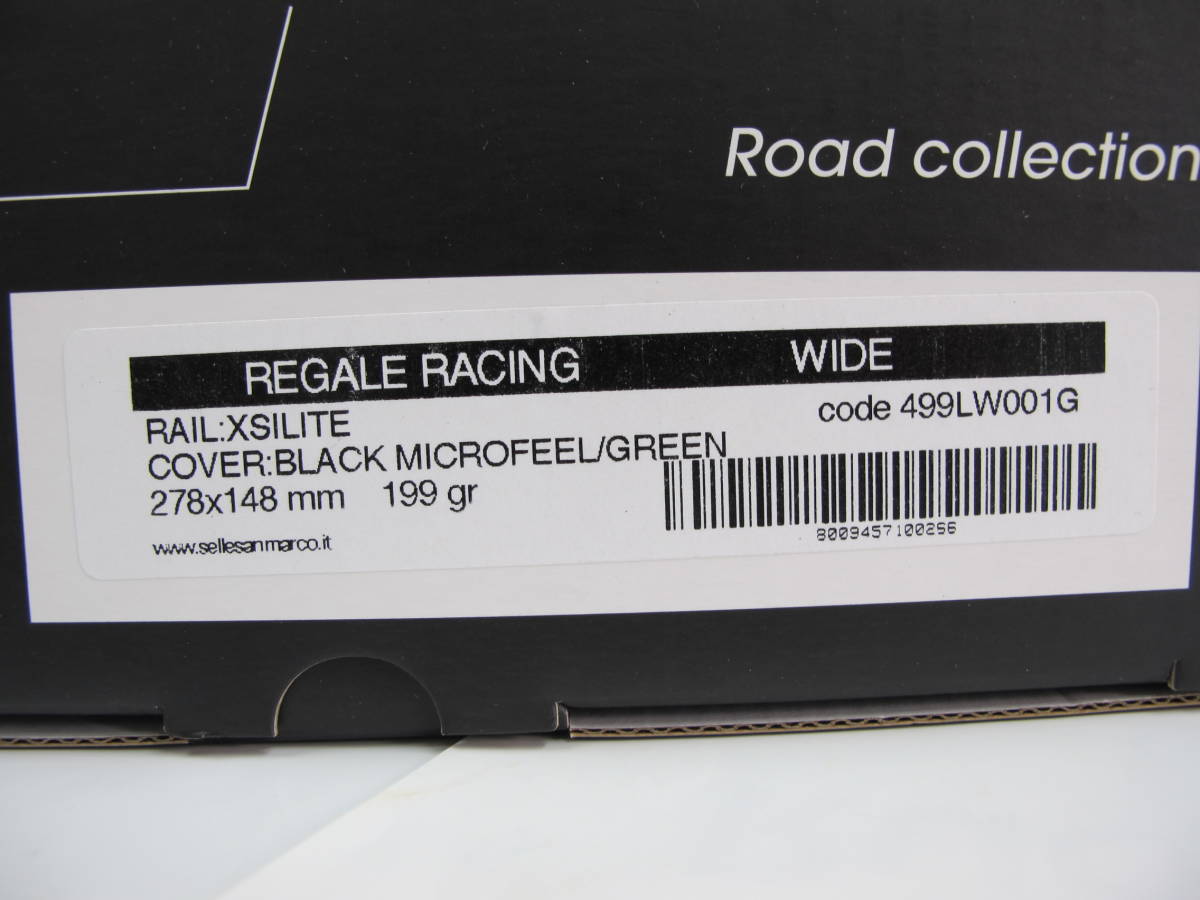 Road collection
REGALE RACING WIDE
RAIL:XSILITE code 499LW001G
COVER:BLACK MICROFEEL/GREEN
278x148 mm 199 gr
8009457100256
www.sellesanmarco.it